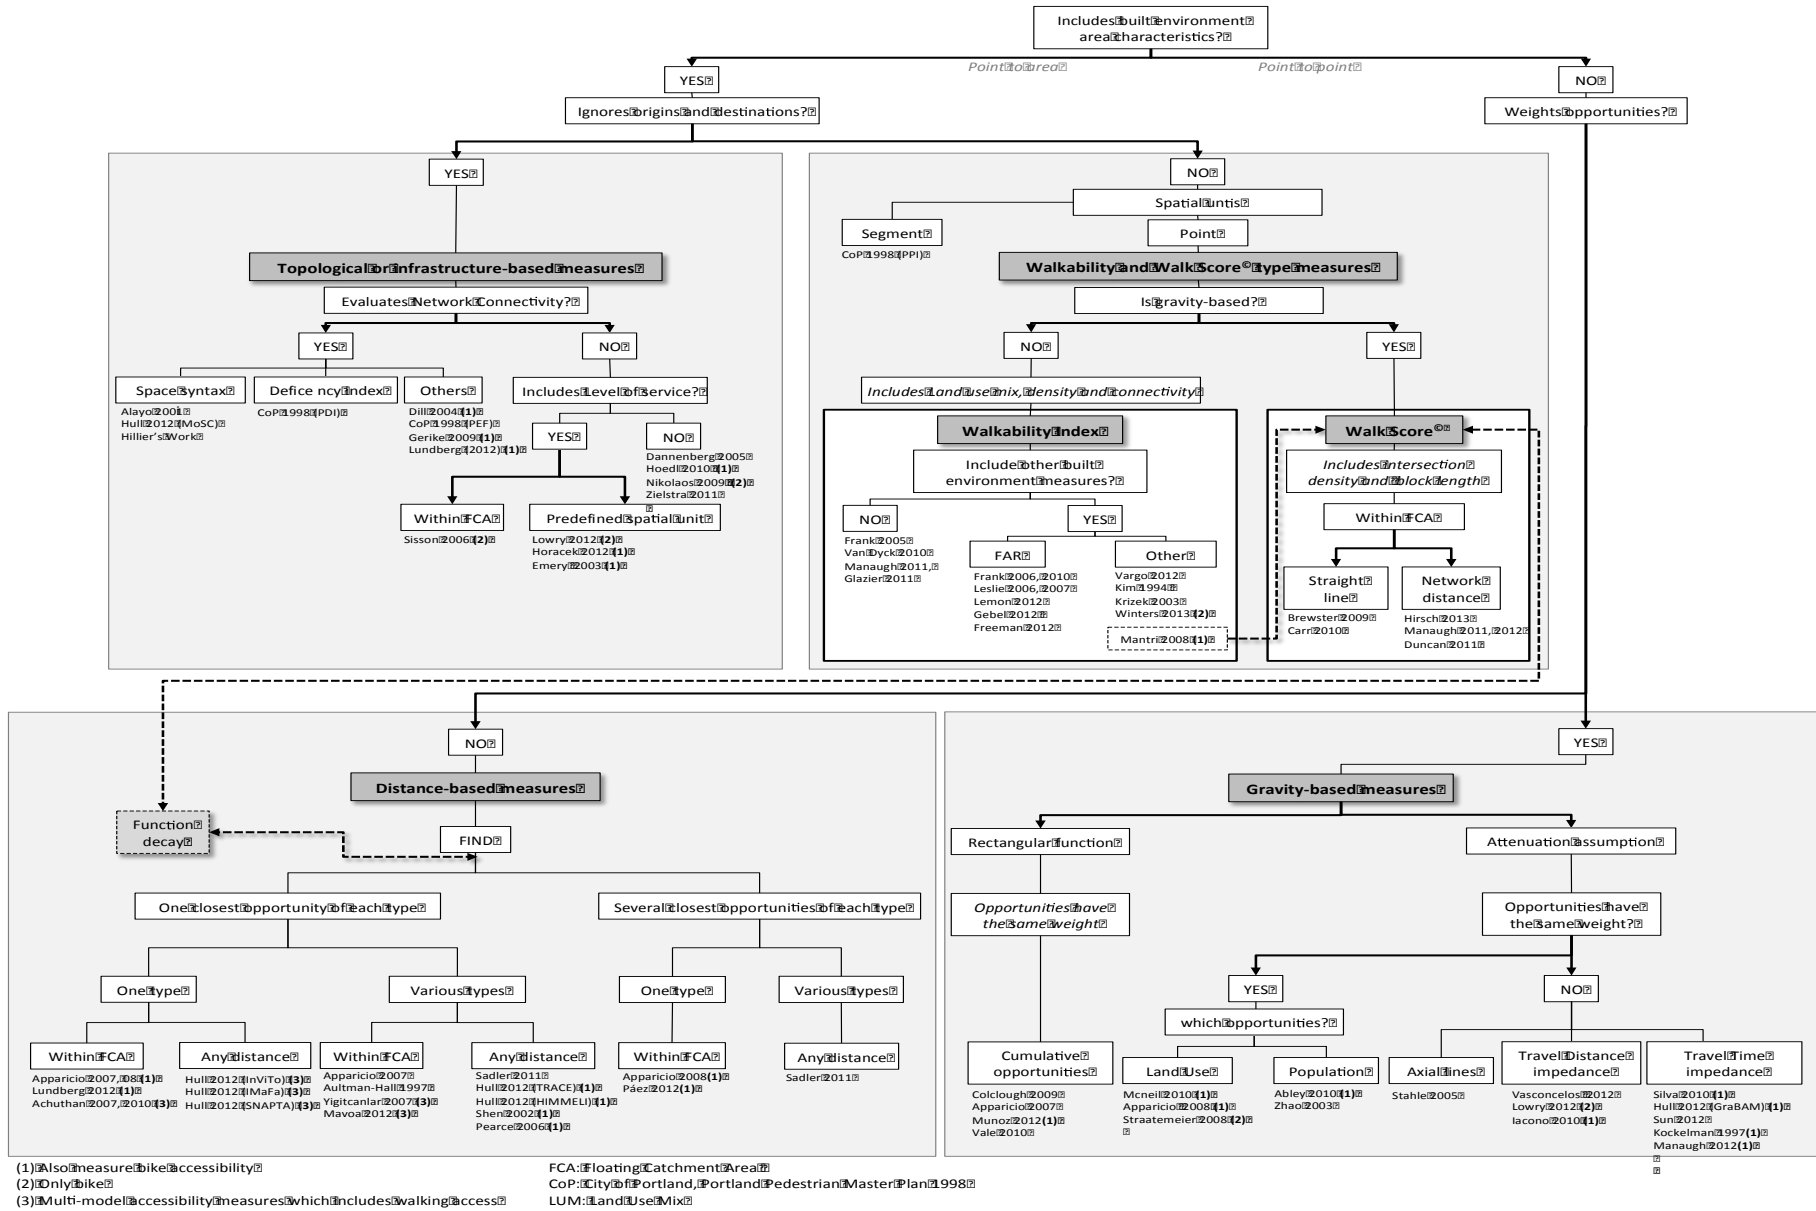 Includes built environment
area characteristics?
Point to area
Point to point
YES
NO
Ignores origins and destinations?
Weights opportunities?
YES
Topological or infrastructure-based measures
Evaluates Network Connectivity?
YES
NO
Space syntax
Alayo 2001
Hull 2012 (MoSC)
Hillier's Work
Defice ncy Index
CoP 1998 (PDI)
Others
Dill 2004 (1)
CoP 1998 (PEF)
Gerike 2009 (1)
Lundberg (2012) (1)
Includes Level of service?
YES
NO
Dannenberg 2005
Hoedl 2010 (1)
Nikolaos 2009 (2)
Zielstra 2011
Within FCA
Sisson 2006 (2)
Predefined spatial unit
Lowry 2012 (2)
Horacek 2012 (1)
Emery 2003 (1)
NO
Spatial untis
Segment
CoP 1998 (PPI)
Point
Walkability and Walk Score© type measures
Is gravity-based?
NO
YES
Includes Land use mix, density and connectivity
Walkability Index
Include other built
environment measures?
NO
Frank 2005
Van Dyck 2010
Manaugh 2011,
Glazier 2011
YES
FAR
Frank 2006, 2010
Leslie 2006, 2007
Lemon 2012
Gebel 2012
Freeman 2012
Other
Vargo 2012
Kim 1994
Krizek 2003
Winters 2013 (2)
Mantri 2008 (1)
Walk Score©
Includes intersection
density and block length
Within FCA
Straight
line
Brewster 2009
Carr 2010
Network
distance
Hirsch 2013
Manaugh 2011, 2012
Duncan 2011
NO
Distance-based measures
Function
decay
FIND
One closest opportunity of each type
Several closest opportunities of each type
One type
Various types
One type
Various types
Within FCA
Apparicio 2007, 08 (1)
Lundberg 2012 (1)
Achuthan 2007, 2010 (3)
Any distance
Hull 2012 (InViTo) (3)
Hull 2012 (IMaFa) (3)
Hull 2012 (SNAPTA) (3)
Within FCA
Apparicio 2007
Aultman-Hall 1997
Yigitcanlar 2007 (3)
Mavoa 2012 (3)
Any distance
Sadler 2011
Hull 2012 (TRACE) (1)
Hull 2012 (HIMMELI) (1)
Shen 2002 (1)
Pearce 2006 (1)
Within FCA
Apparicio 2008(1)
Páez 2012(1)
Any distance
Sadler 2011
YES
Gravity-based measures
Rectangular function
Attenuation assumption
Opportunities have
the same weight
Opportunities have
the same weight?
YES
NO
which opportunities?
Cumulative
opportunities
Colclough 2009
Apparicio 2007
Munoz 2012(1)
Vale 2010
Land Use
Mcneil 2010 (1)
Apparicio 2008 (1)
Straatemeier 2008 (2)
Population
Abley 2010 (1)
Zhao 2003
Axial lines
Stahle 2005
Travel Distance
impedance
Vasconcelos 2012
Lowry 2012 (2)
Iacono 2010 (1)
Travel Time
impedance
Silva 2010 (1)
Hull 2012 (GraBAM) (1)
Sun 2012
Kockelman 1997(1)
Manaugh 2012(1)
(1) Also measure bike accessibility
(2) Only bike
(3) Multi-model accessibility measures which includes walking access
FCA: Floating Catchment Area
CoP: City of Portland, Portland Pedestrian Master Plan 1998
LUM: Land Use Mix